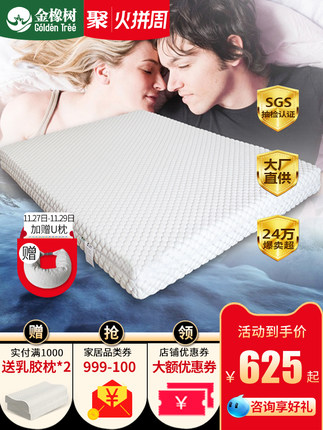 金橡树
Golden Tree
聚 火拼周
SGS
抽检认证
大厂
直供
24万
爆卖超
11.27日-11.29日
加赠U枕
赠
赠
抢
领
实付满1000
送乳胶枕*2
家居品类券
999-100
¥
店铺优惠券
大额优惠券
¥
活动到手价
¥625起
咨询享好礼